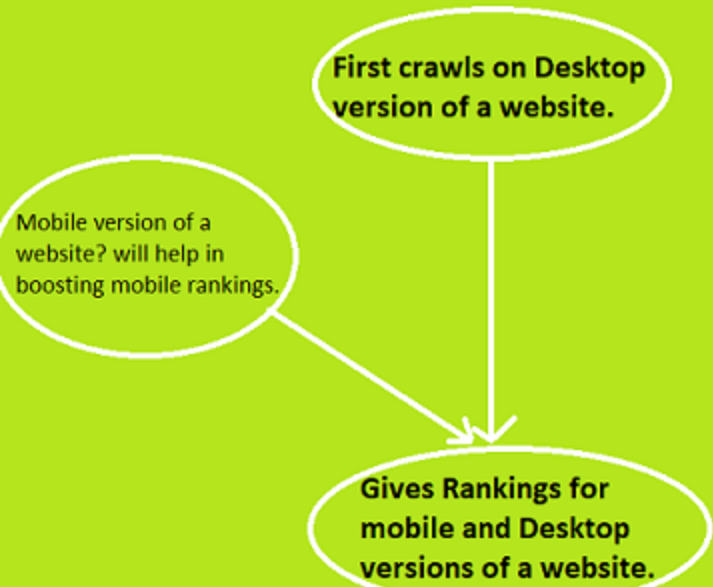 First crawls on Desktop
version of a website.
Mobile version of a
website? will help in
boosting mobile rankings.
Gives Rankings for
mobile and Desktop
versions of a website.